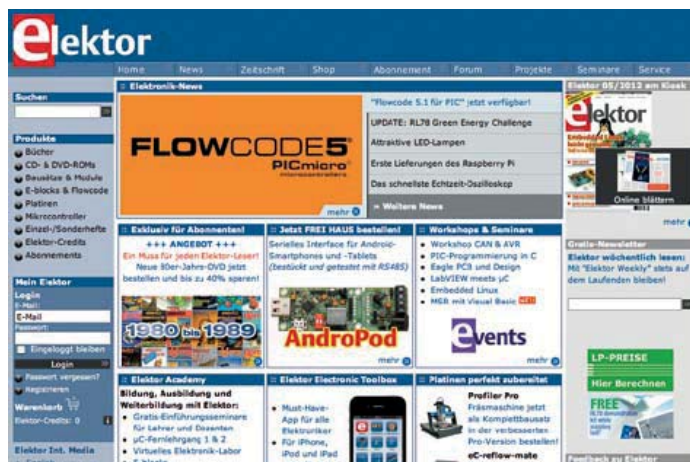 elektor
Home News Zeitschrift Shop Abonnement Forum Projekte Seminare Service
Suchen
Produkte
Bücher
CD- & DVD-ROMs
Bausätze & Module
E-blocks & Flowcode
Platinen
Mikrocontroller
Einzel-/Sonderhefte
Elektor-Credits
Abonnements
Mein Elektor
Login
E-Mail:
E-Mail
Passwort:
Eingeloggt bleiben
Login
Passwort vergessen?
Registrieren
Warenkorb
Elektor-Credits: 0
Elektor Int. Media
Elektronik-News
FLOWCODE5
PICmicro
microcontrollers
mehr
"Flowcode 5.1 für PIC" jetzt verfügbar!
UPDATE: RL78 Green Energy Challenge
Attraktive LED-Lampen
Erste Lieferungen des Raspberry Pi
Das schnellste Echtzeit-Oszilloskop
» Weitere News
Exklusiv für Abonnenten!
+++ ANGEBOT +++
Ein Muss für jeden Elektor-Leser!
Neue 80er-Jahre-DVD jetzt
bestellen und bis zu 40% sparen!
1980 bis 1989
Jetzt FREI HAUS bestellen!
Serielles Interface für Android-
Smartphones und -Tablets
(bestückt und getestet mit RS485)
AndroPod
mehr
Workshops & Seminare
Workshop CAN & AVR
PIC-Programmierung in C
Eagle PCB und Design
LabVIEW meets µC
Embedded Linux
MSR mit Visual Basic
events
mehr
Elektor Academy
Bildung, Ausbildung und
Weiterbildung mit Elektor:
Gratis-Einführungsseminare
für Lehrer und Dozenten
µC-Fernlehrgang 1 & 2
Virtuelles Elektronik-Labor
E-blocks
Elektor Electronic Toolbox
Must-Have-
App für alle
Elektroniker
Für iPhone,
iPod und iPad
Platinen perfekt zubereitet
Profiler Pro
Fräsmaschine jetzt
als Komplettbausatz
in der verbesserten
Pro-Version bestellen!
eC-reflow-mate
Elektor 05/2012 am Kiosk
elektor
Online blättern
mehr
Gratis-Newsletter
Elektor wöchentlich lesen:
Mit "Elektor Weekly" stets auf
dem Laufenden bleiben!
LP-PREISE
Hier Berechnen
FREE
Feedback zu Elektor